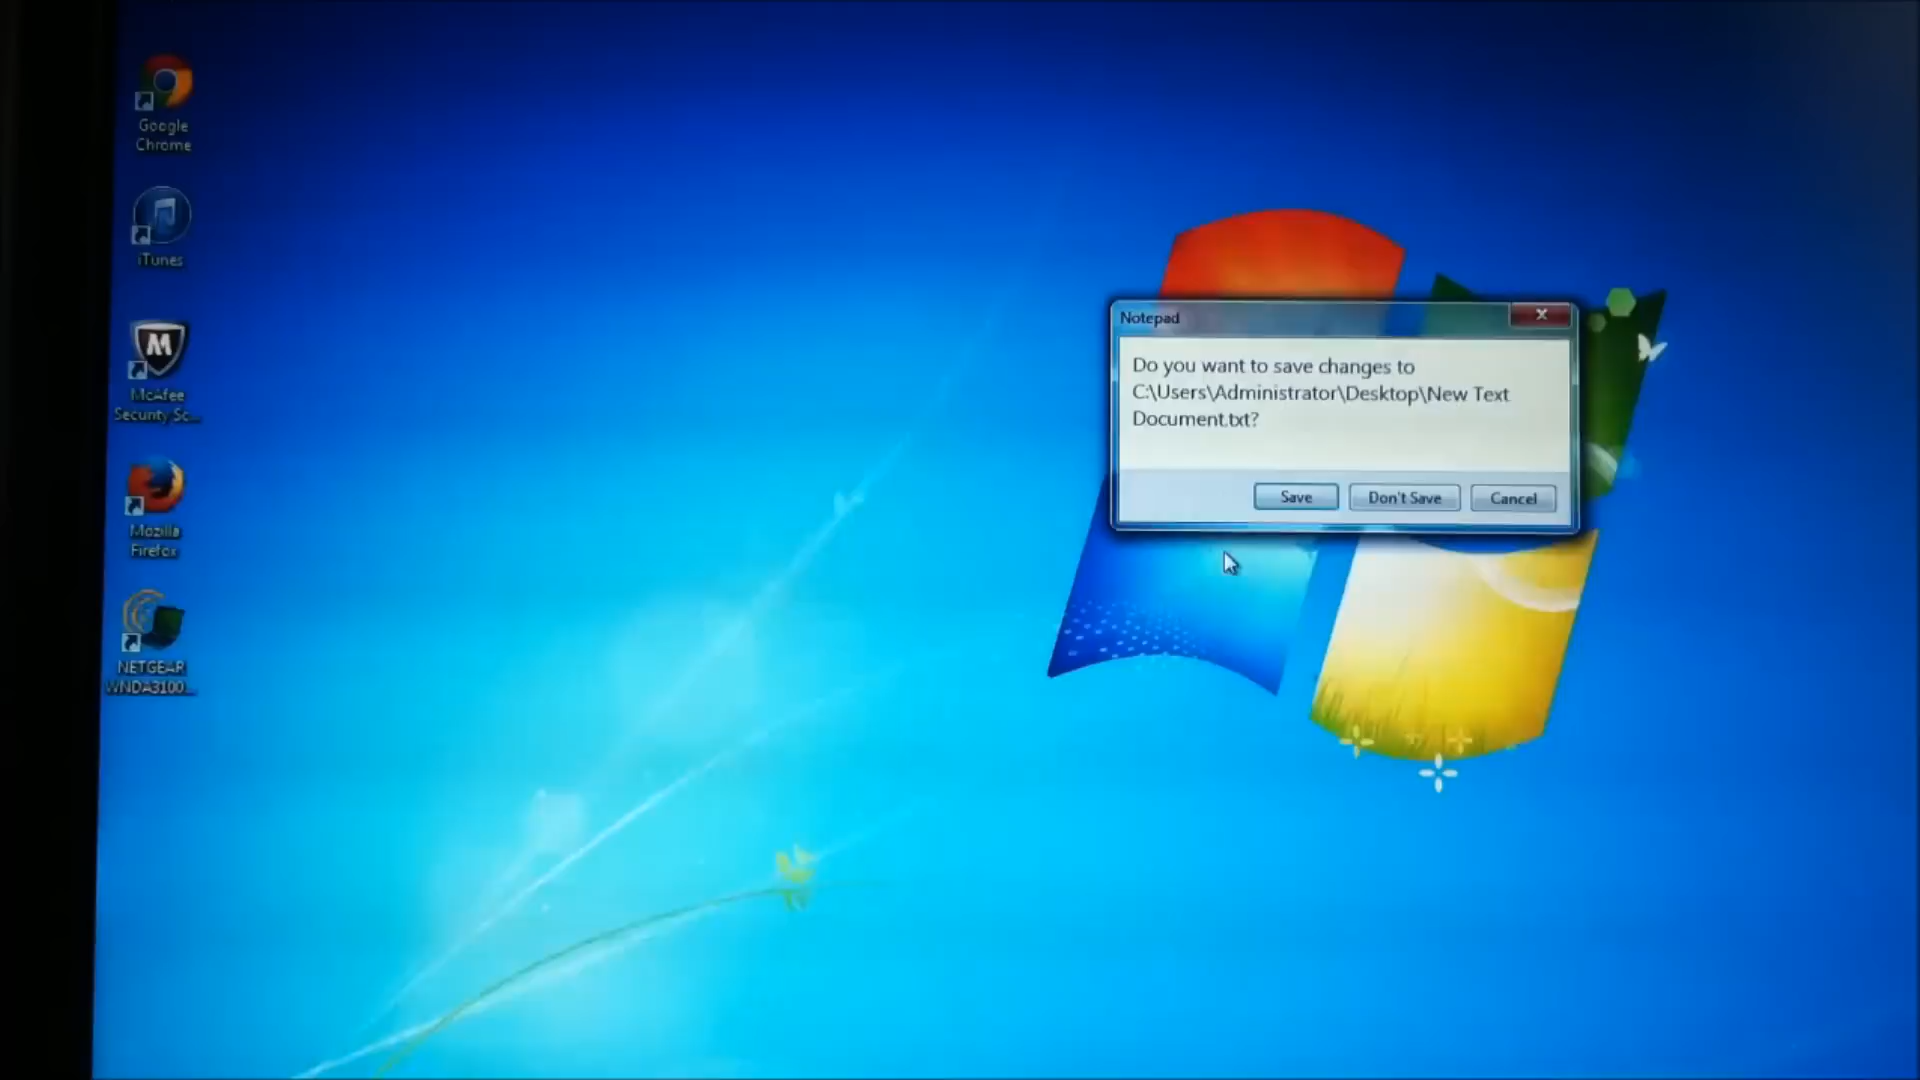 Google
Chrome
iTunes
McAfee
Security Sc...
Mozilla
Firefox
NETGEAR
WNDA3100...
Notepad
Do you want to save changes to
C:\Users\Administrator\Desktop\New Text
Document.txt?
Save
Don't Save
Cancel